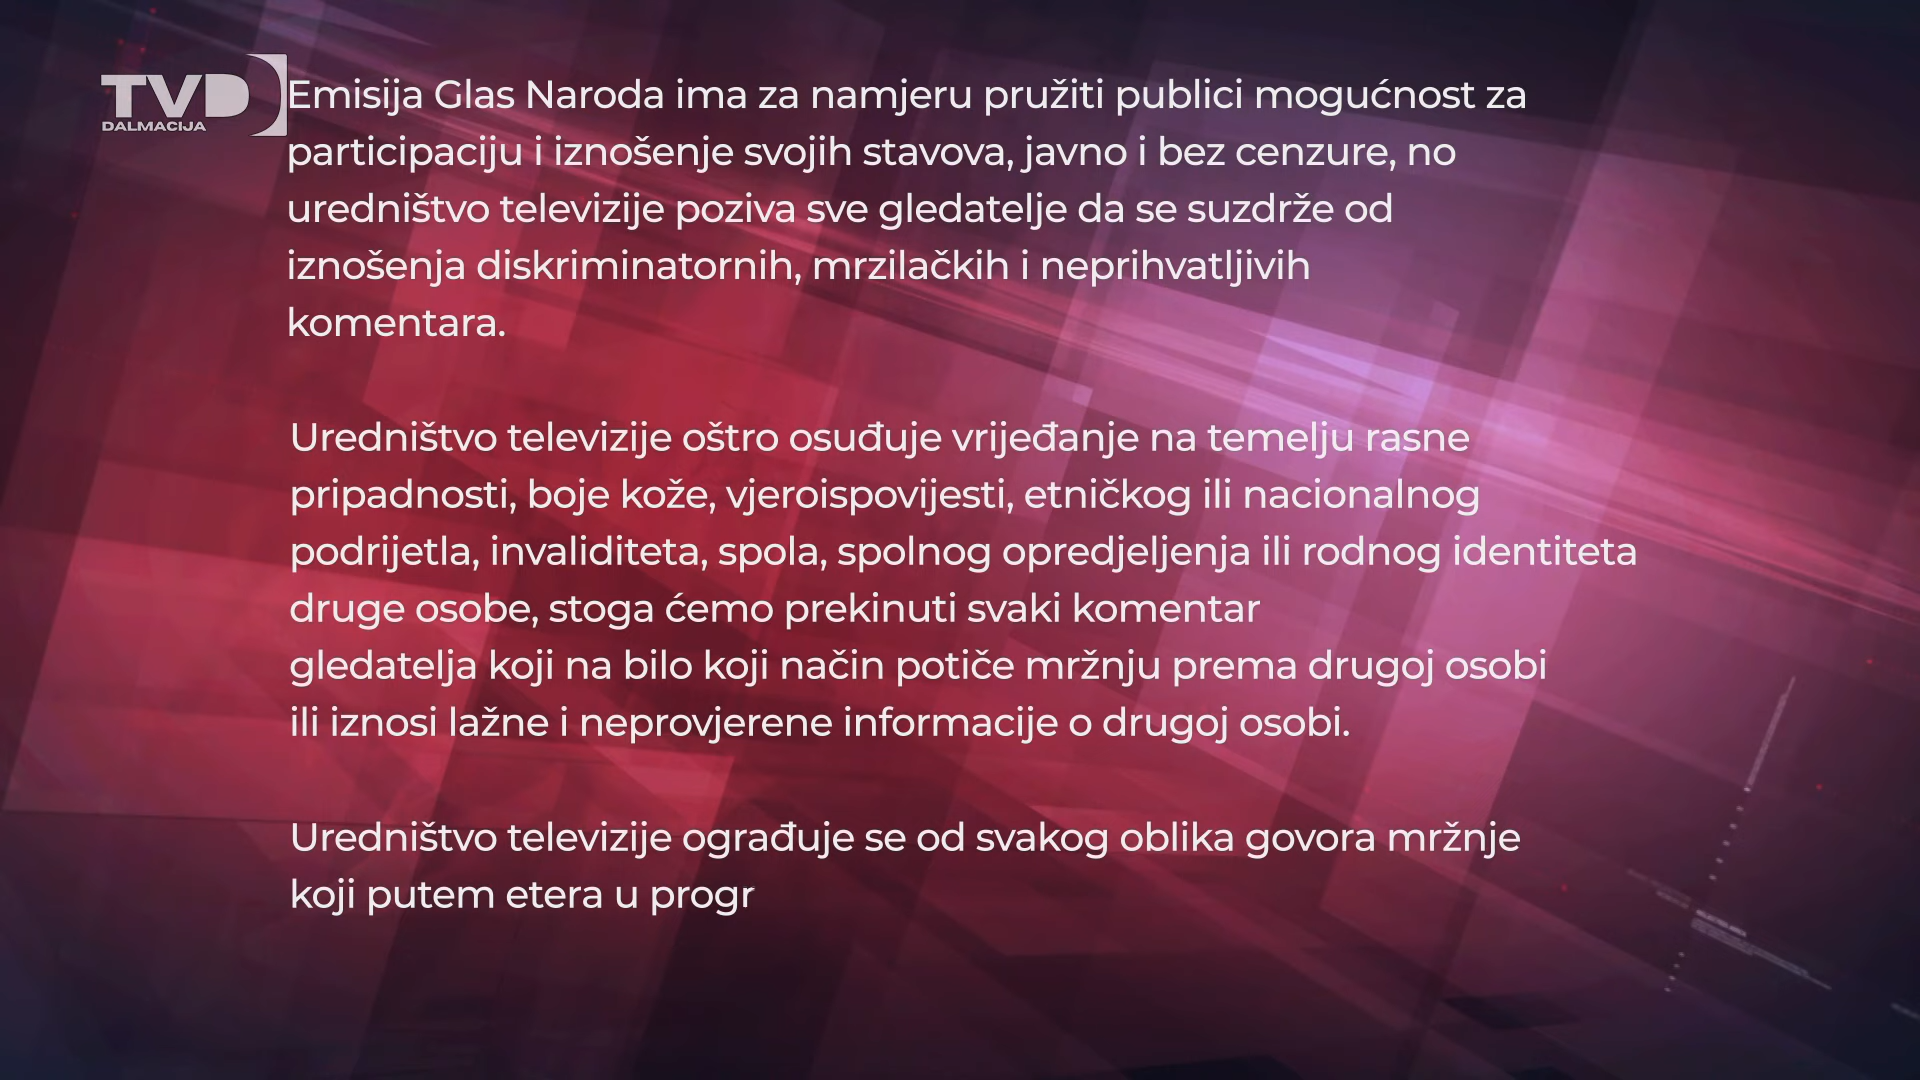 TVD
DALMACIJA
Emisija Glas Naroda ima za namjeru pružiti publici mogućnost za
participaciju i iznošenje svojih stavova, javno i bez cenzure, no
uredništvo televizije poziva sve gledatelje da se suzdrže od
iznošenja diskriminatornih, mrzilačkih i neprihvatljivih
komentara.
Uredništvo televizije oštro osuđuje vrijeđanje na temelju rasne
pripadnosti, boje kože, vjeroispovijesti, etničkog ili nacionalnog
podrijetla, invaliditeta, spola, spolnog opredjeljenja ili rodnog identiteta
druge osobe, stoga ćemo prekinuti svaki komentar
gledatelja koji na bilo koji način potiče mržnju prema drugoj osobi
ili iznosi lažne i neprovjerene informacije o drugoj osobi.
Uredništvo televizije ograđuje se od svakog oblika govora mržnje
koji putem etera u progr